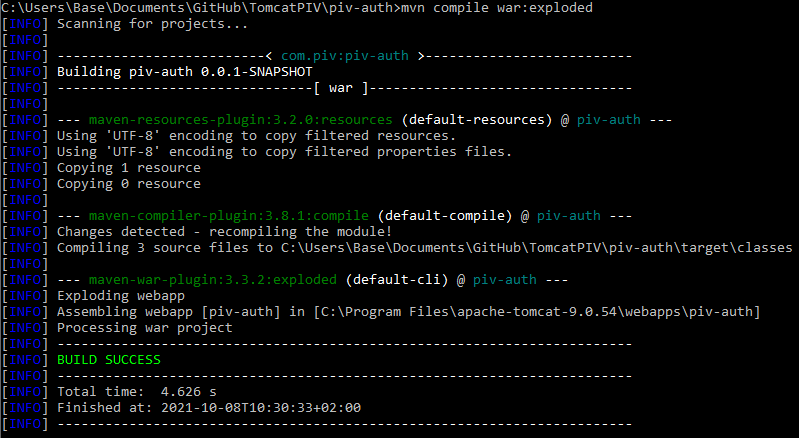 C:\Users\Base\Documents\GitHub\TomcatPIV\piv-auth>mvn compile war:exploded
[INFO] Scanning for projects...
[INFO]
[INFO] --------------------------< com.piv:piv-auth >--------------------------
[INFO] Building piv-auth 0.0.1-SNAPSHOT
[INFO] --------------------------------[ war ]---------------------------------
[INFO]
[INFO] --- maven-resources-plugin:3.2.0:resources (default-resources) @ piv-auth ---
[INFO] Using 'UTF-8' encoding to copy filtered resources.
[INFO] Using 'UTF-8' encoding to copy filtered properties files.
[INFO] Copying 1 resource
[INFO] Copying 0 resource
[INFO]
[INFO] --- maven-compiler-plugin:3.8.1:compile (default-compile) @ piv-auth ---
[INFO] Changes detected - recompiling the module!
[INFO] Compiling 3 source files to C:\Users\Base\Documents\GitHub\TomcatPIV\piv-auth\target\classes
[INFO]
[INFO] --- maven-war-plugin:3.3.2:exploded (default-cli) @ piv-auth ---
[INFO] Exploding webapp
[INFO] Assembling webapp [piv-auth] in [C:\Program Files\apache-tomcat-9.0.54\webapps\piv-auth]
[INFO] Processing war project
[INFO] ------------------------------------------------------------------------
[INFO] BUILD SUCCESS
[INFO] ------------------------------------------------------------------------
[INFO] Total time:  4.626 s
[INFO] Finished at: 2021-10-08T10:30:33+02:00
[INFO] ------------------------------------------------------------------------